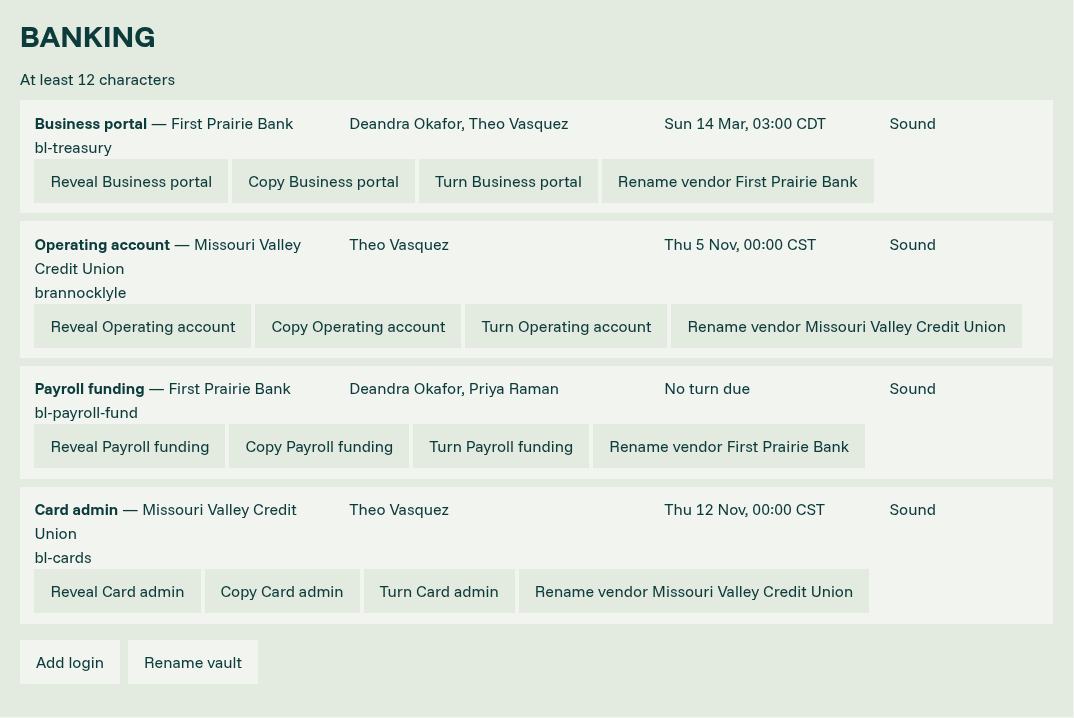 BANKING
At least 12 characters
Business portal — First Prairie Bank
bl-treasury
Deandra Okafor, Theo Vasquez
Sun 14 Mar, 03:00 CDT
Sound
Reveal Business portal
Copy Business portal
Turn Business portal
Rename vendor First Prairie Bank
Operating account — Missouri Valley
Credit Union
brannocklyle
Theo Vasquez
Thu 5 Nov, 00:00 CST
Sound
Reveal Operating account
Copy Operating account
Turn Operating account
Rename vendor Missouri Valley Credit Union
Payroll funding — First Prairie Bank
bl-payroll-fund
Deandra Okafor, Priya Raman
No turn due
Sound
Reveal Payroll funding
Copy Payroll funding
Turn Payroll funding
Rename vendor First Prairie Bank
Card admin — Missouri Valley Credit
Union
bl-cards
Theo Vasquez
Thu 12 Nov, 00:00 CST
Sound
Reveal Card admin
Copy Card admin
Turn Card admin
Rename vendor Missouri Valley Credit Union
Add login
Rename vault